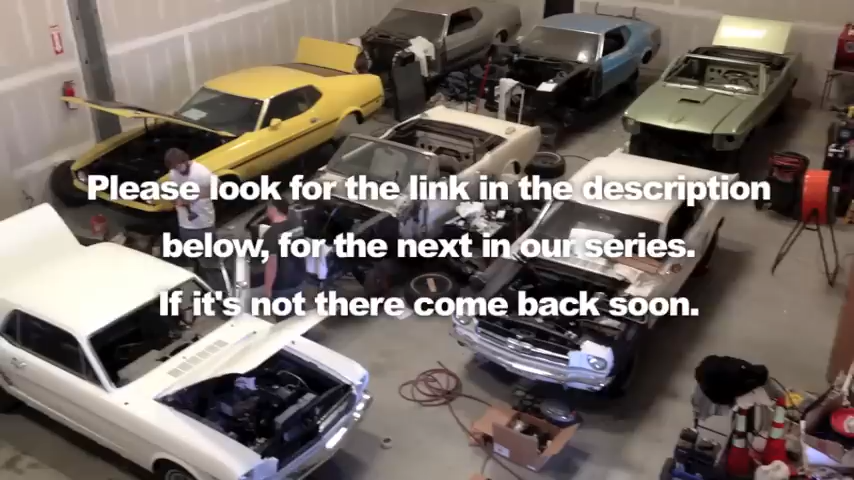 Please look for the link in the description
below, for the next in our series.
If it's not there come back soon.